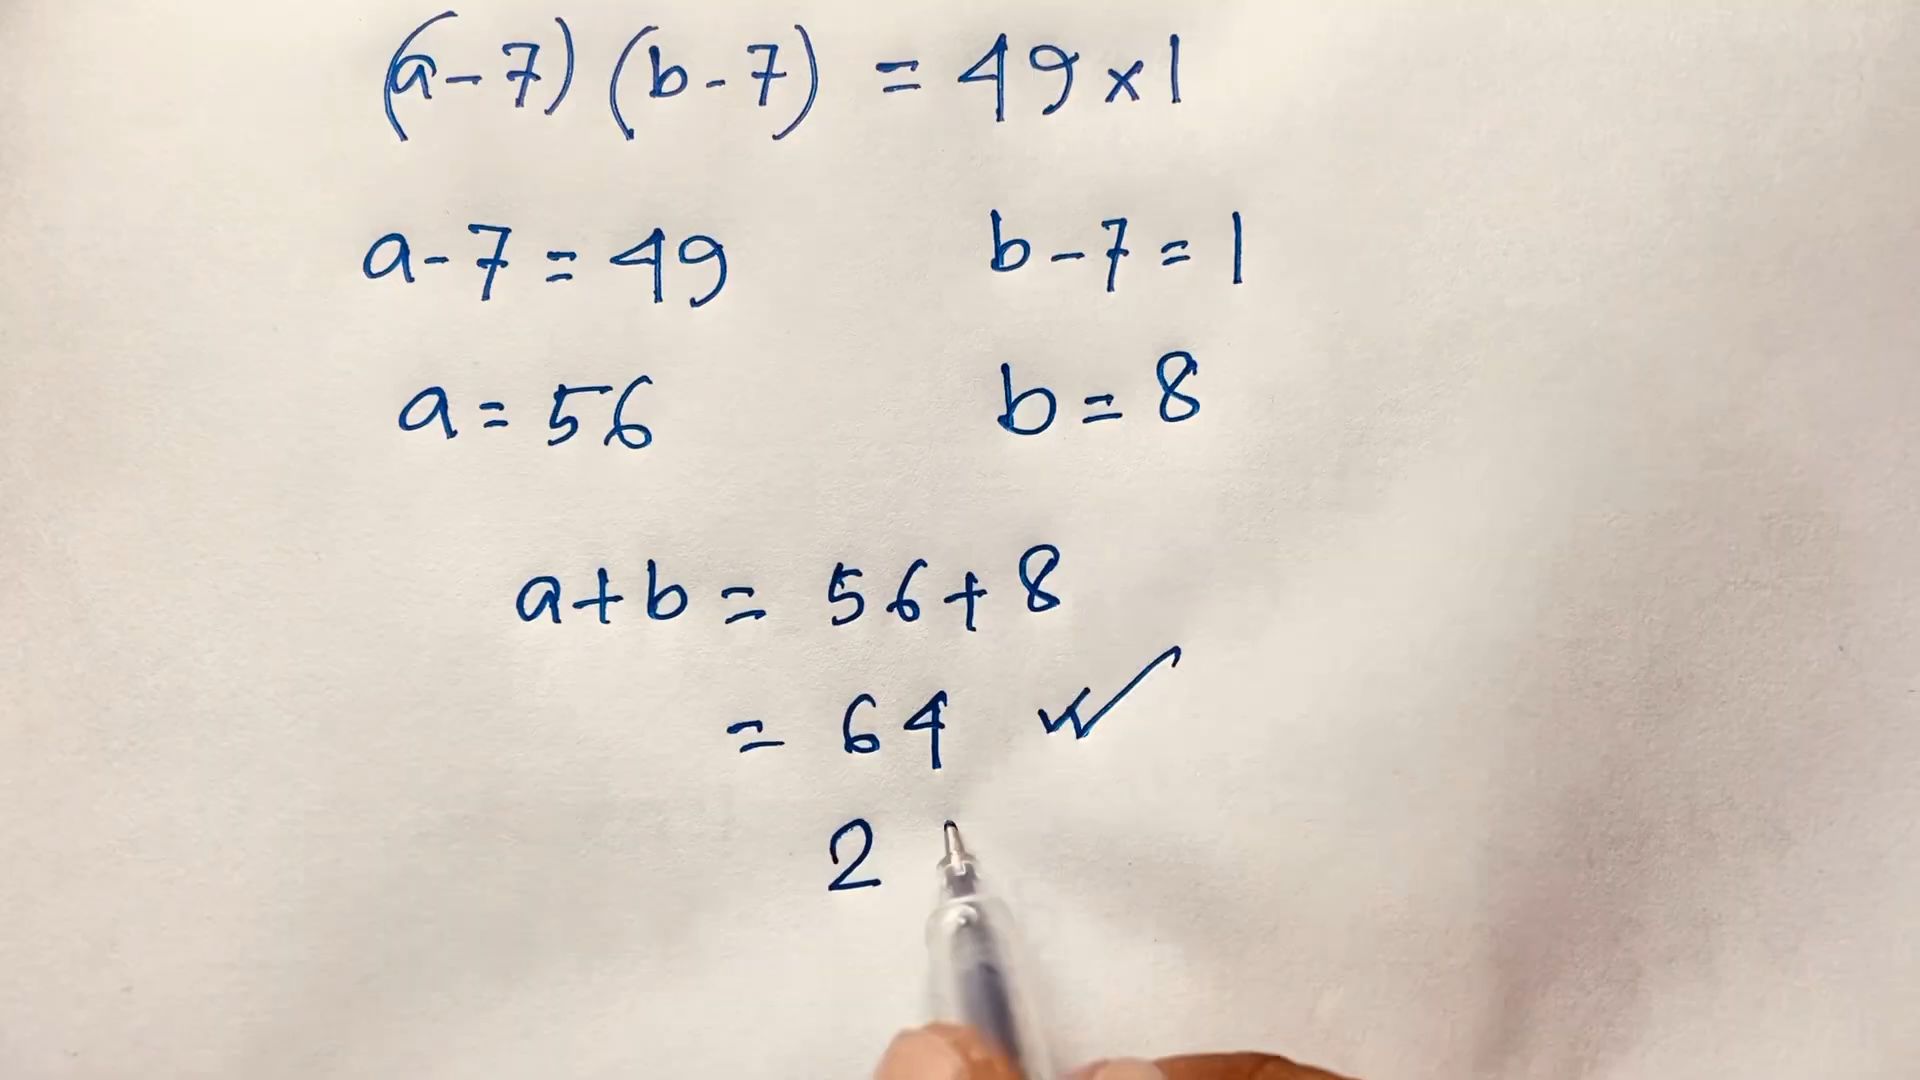 (a-7) (b-7) = 49×1
a-7 = 49 b-7 = 1
a = 56 b = 8
a+b = 56+8
= 64 ✓
2